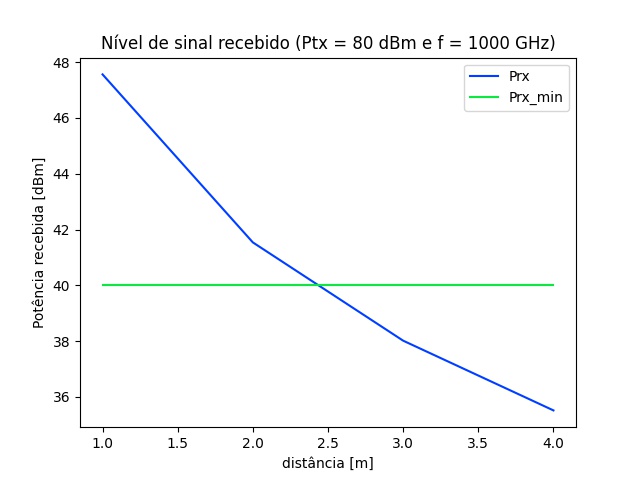 Nível de sinal recebido (Ptx = 80 dBm e f = 1000 GHz)
Prx
Prx_min
Potência recebida [dBm]
48
46
44
42
40
38
36
1.0 1.5 2.0 2.5 3.0 3.5 4.0
distância [m]